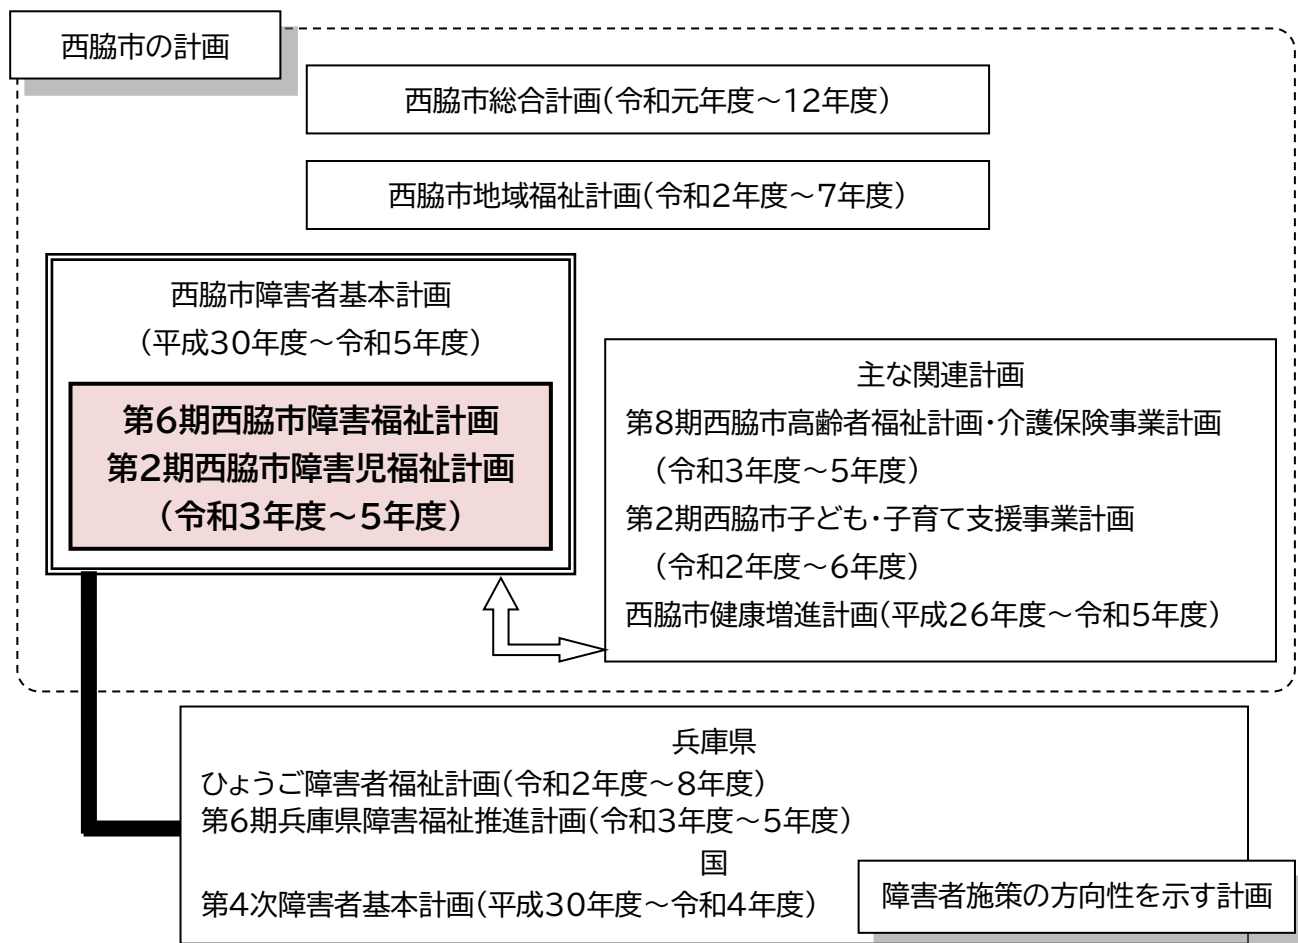 西脇市の計画
西脇市総合計画(令和元年度～12年度)
西脇市地域福祉計画(令和2年度～7年度)
西脇市障害者基本計画
(平成30年度～令和5年度)
第6期西脇市障害福祉計画
第2期西脇市障害児福祉計画
(令和3年度～5年度)
主な関連計画
第8期西脇市高齢者福祉計画・介護保険事業計画
(令和3年度～5年度)
第2期西脇市子ども・子育て支援事業計画
(令和2年度～6年度)
西脇市健康増進計画(平成26年度～令和5年度)
兵庫県
ひょうご障害者福祉計画(令和2年度～8年度)
第6期兵庫県障害福祉推進計画(令和3年度～5年度)
国
第4次障害者基本計画(平成30年度～令和4年度)
障害者施策の方向性を示す計画